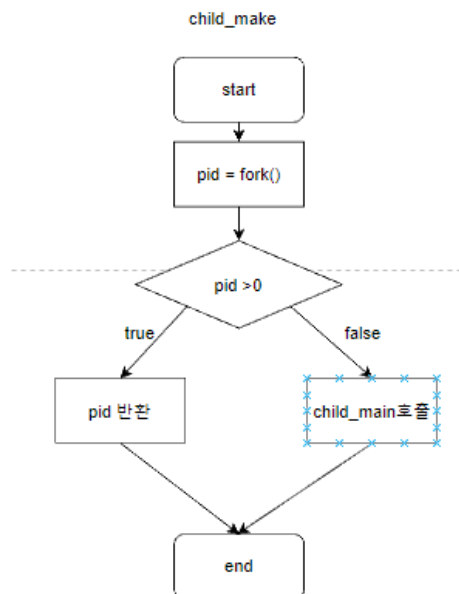 child_make
start
pid = fork()
pid >0
true
false
pid 반환
child_main호출
end